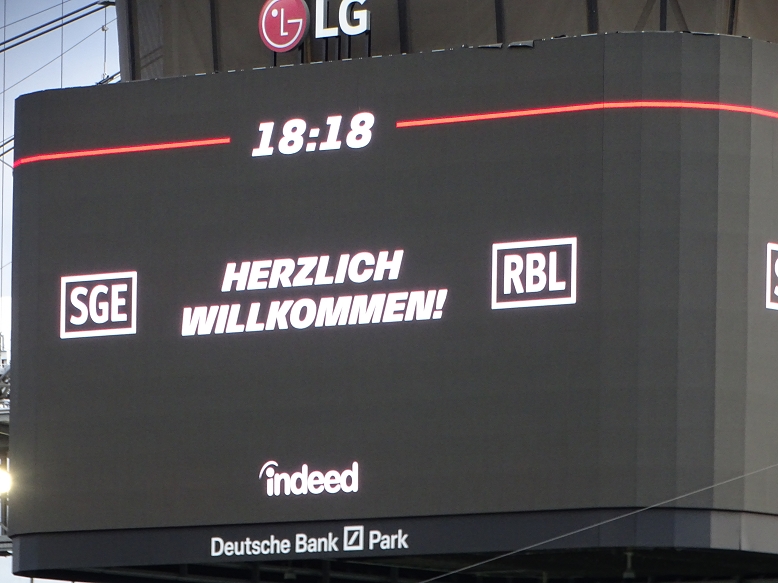 LG
18:18
SGE
HERZLICH
WILLKOMMEN!
RBL
indeed
Deutsche Bank Park